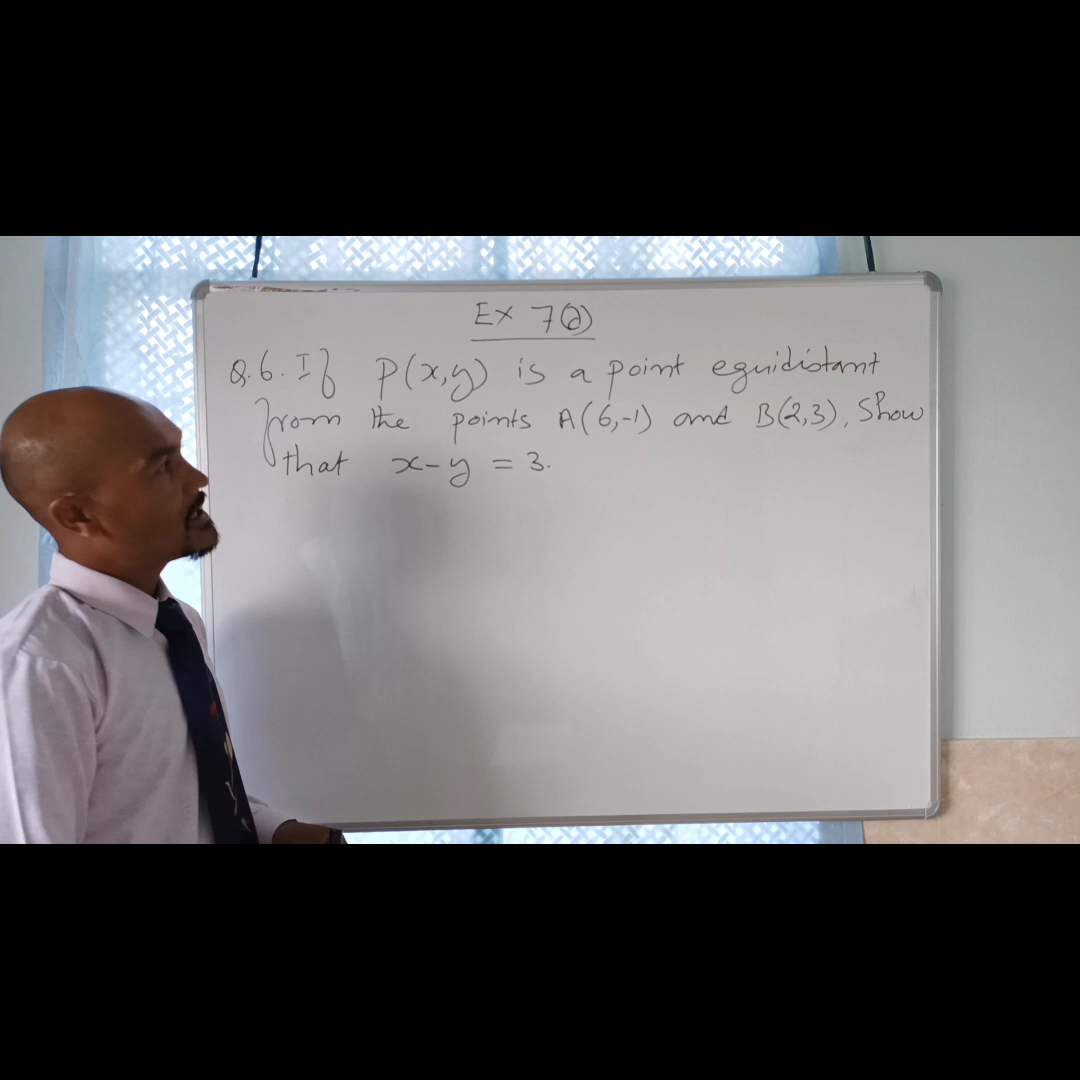 Ex 7(a)
Q.6. If P(x,y) is a point equidistant
from the points A(6,-1) and B(2,3), Show
that x-y = 3.